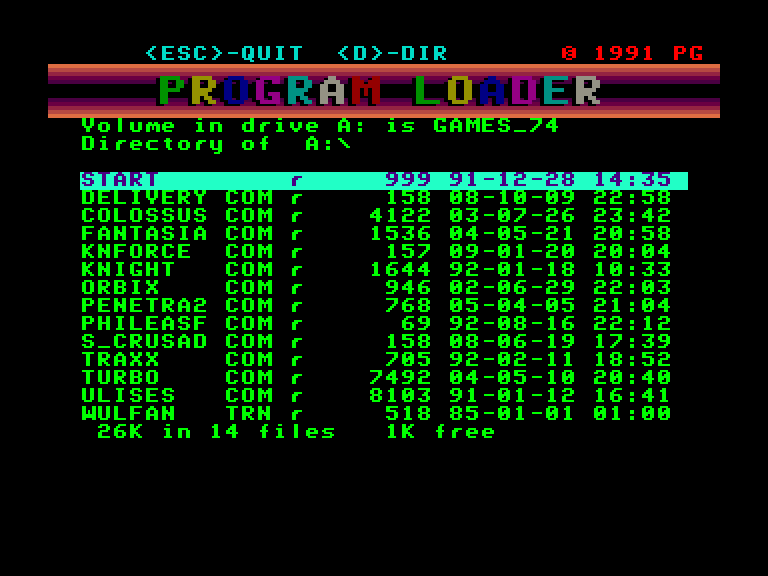 <ESC>-QUIT  <D>-DIR  © 1991 PG
PROGRAM LOADER
Volume in drive A: is GAMES_74
Directory of  A:\
START  r  999 91-12-28 14:35
DELIVERY COM r  158 08-10-09 22:58
COLOSSUS COM r  4122 03-07-26 23:42
FANTASIA COM r  1536 04-05-21 20:58
KNFORCE  COM r  157 09-01-20 20:04
KNIGHT   COM r  1644 92-01-18 10:33
ORBIX    COM r  946 02-06-29 22:03
PENETRA2 COM r  768 05-04-05 21:04
PHILEASF COM r  69 92-08-16 22:12
S_CRUSAD COM r  158 08-06-19 17:39
TRAXX    COM r  705 92-02-11 18:52
TURBO    COM r  7492 04-05-10 20:40
ULISES   COM r  8103 91-01-12 16:41
WULFAN   TRN r  518 85-01-01 01:00
26K in 14 files   1K free